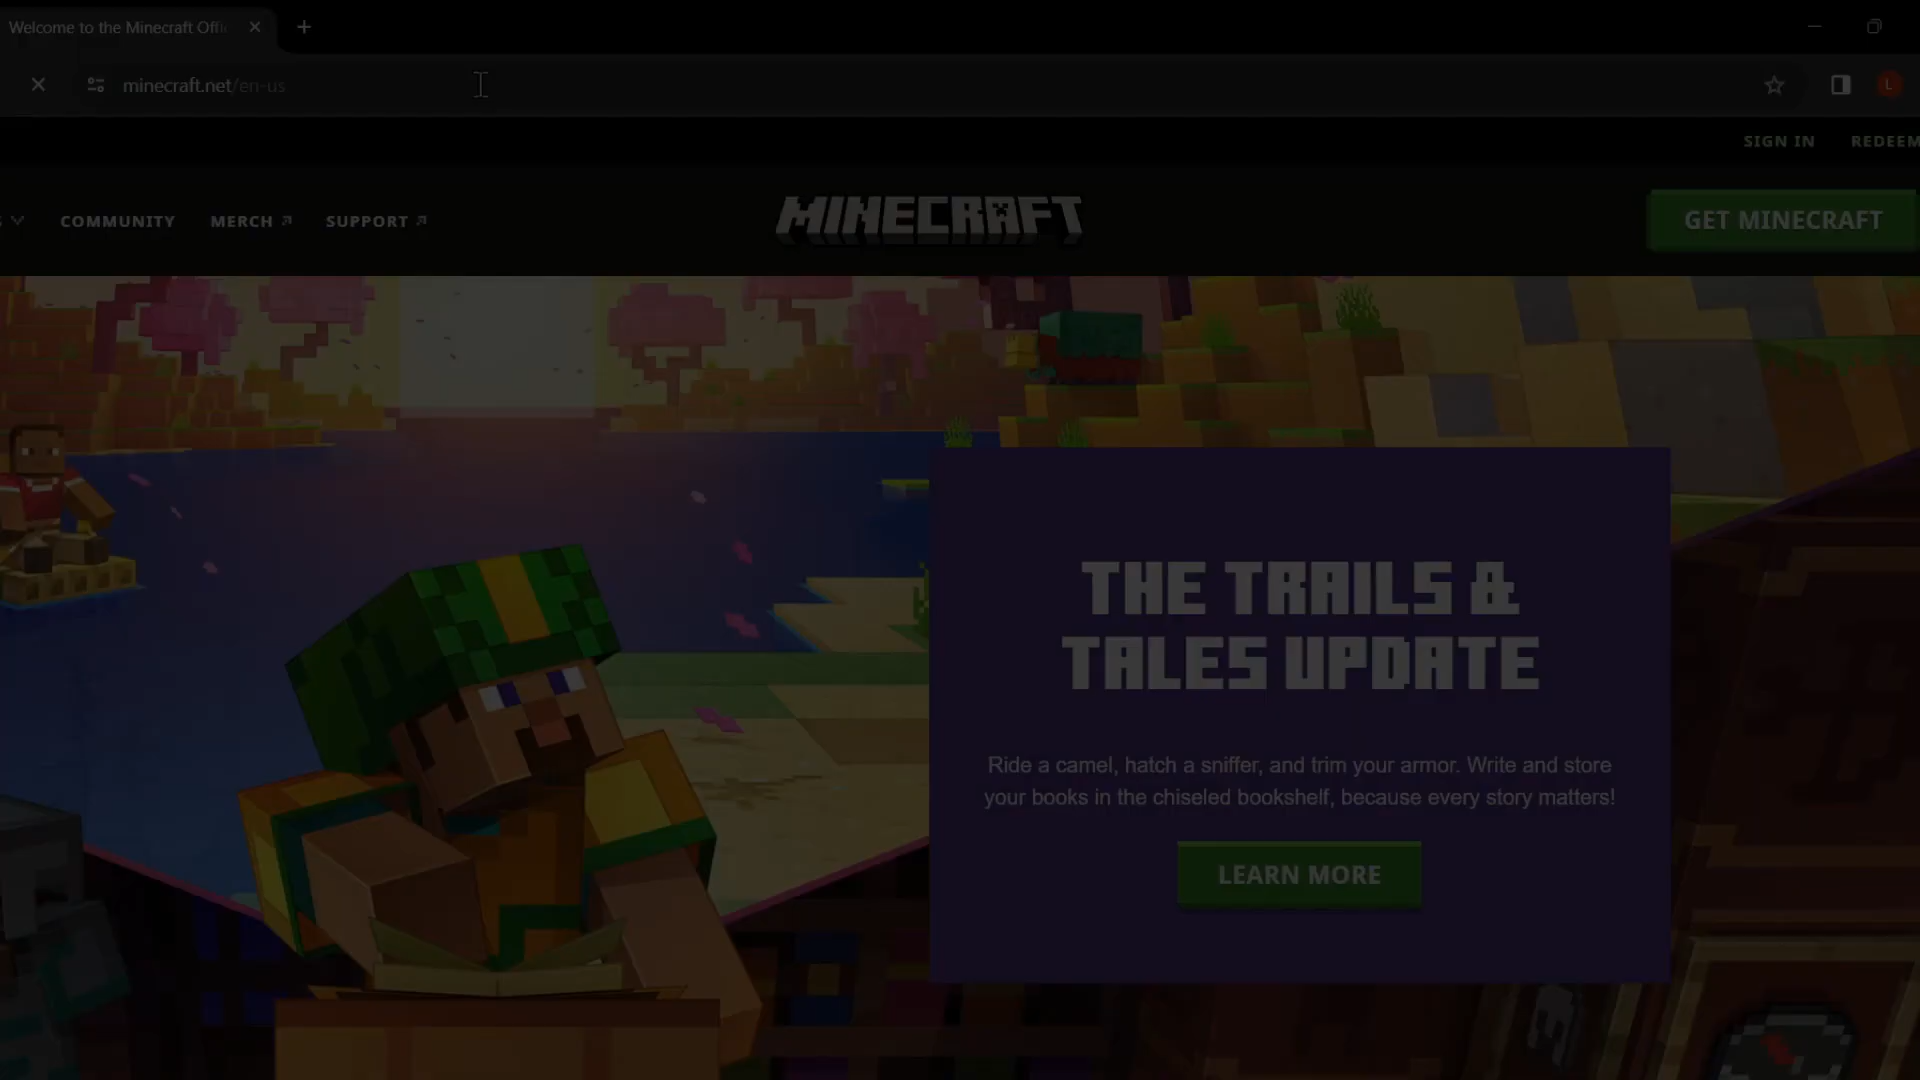 Welcome to the Minecraft Offi
minecraft.net/en-us
L
SIGN IN
REDEEM
COMMUNITY
MERCH
SUPPORT
MINECRAFT
GET MINECRAFT
THE TRAILS &
TALES UPDATE
Ride a camel, hatch a sniffer, and trim your armor. Write and store
your books in the chiseled bookshelf, because every story matters!
LEARN MORE